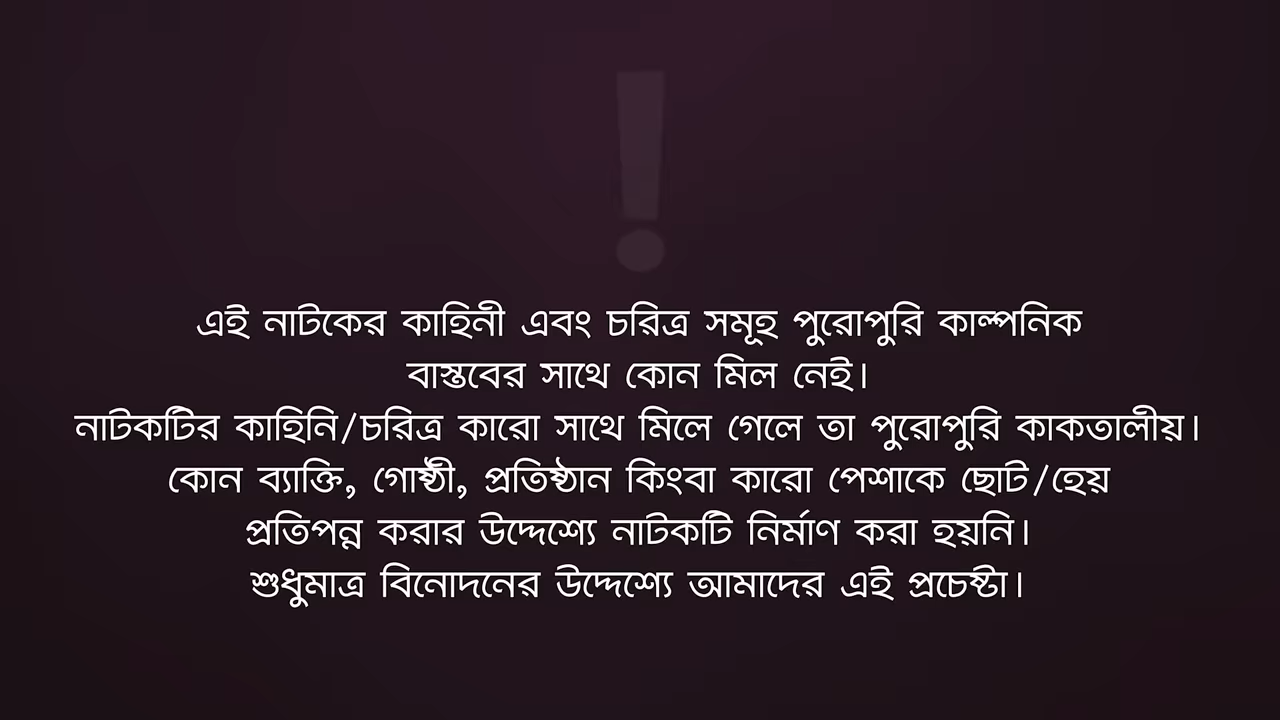 এই নাটকের কাহিনী এবং চরিত্র সমূহ পুরোপুরি কাল্পনিক
বাস্তবের সাথে কোন মিল নেই।
নাটকটির কাহিনি/চরিত্র কারো সাথে মিলে গেলে তা পুরোপুরি কাকতালীয়।
কোন ব্যাক্তি, গোষ্ঠী, প্রতিষ্ঠান কিংবা কারো পেশাকে ছোট/হেয়
প্রতিপন্ন করার উদ্দেশ্যে নাটকটি নির্মাণ করা হয়নি।
শুধুমাত্র বিনোদনের উদ্দেশ্যে আমাদের এই প্রচেষ্টা।